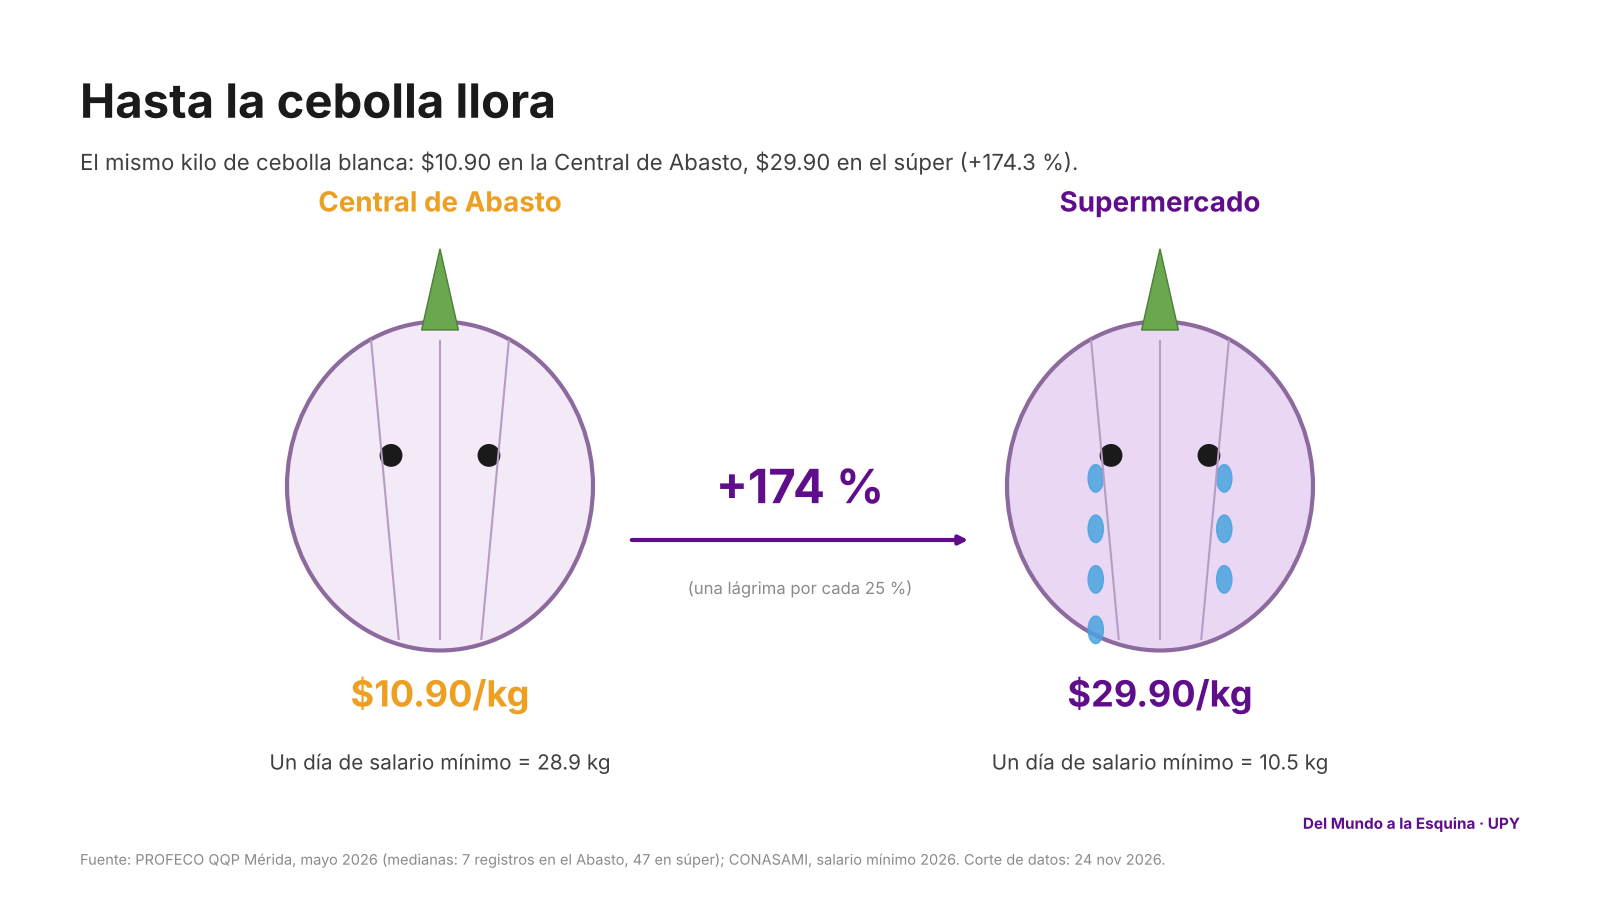 Hasta la cebolla llora
El mismo kilo de cebolla blanca: $10.90 en la Central de Abasto, $29.90 en el súper (+174.3 %).
Central de Abasto
Supermercado
+174 %
(una lágrima por cada 25 %)
$10.90/kg
$29.90/kg
Un día de salario mínimo = 28.9 kg
Un día de salario mínimo = 10.5 kg
Del Mundo a la Esquina · UPY
Fuente: PROFECO QQP Mérida, mayo 2026 (medianas: 7 registros en el Abasto, 47 en súper); CONASAMI, salario mínimo 2026. Corte de datos: 24 nov 2026.